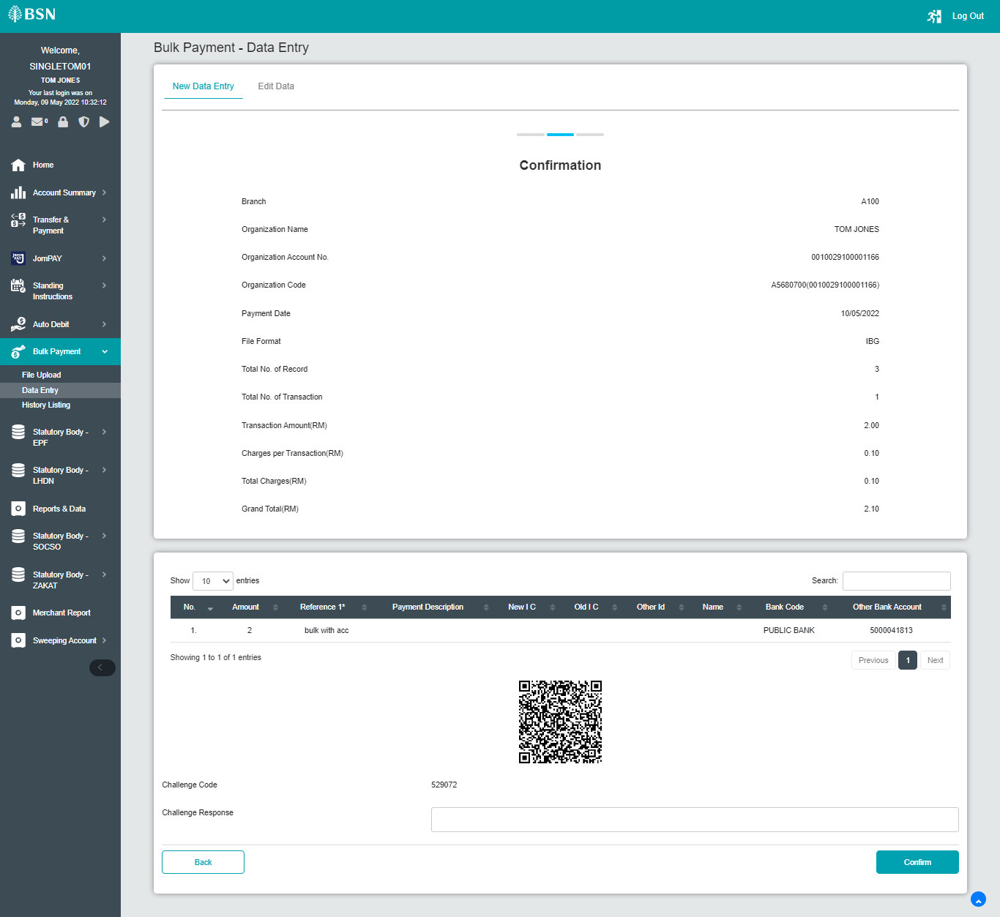 BSN
Log Out
Welcome,
SINGLETOM01
TOM JONES
Your last login was on
Monday, 09 May 2022 10:32:12
0
Home
Account Summary
Transfer &
Payment
JomPAY
Standing
Instructions
Auto Debit
Bulk Payment
File Upload
Data Entry
History Listing
Statutory Body -
EPF
Statutory Body -
LHDN
Reports & Data
Statutory Body -
SOCSO
Statutory Body -
ZAKAT
Merchant Report
Sweeping Account
Bulk Payment - Data Entry
New Data Entry Edit Data
Confirmation
Branch A100
Organization Name TOM JONES
Organization Account No. 0010029100001166
Organization Code A5680700(0010029100001166)
Payment Date 10/05/2022
File Format IBG
Total No. of Record 3
Total No. of Transaction 1
Transaction Amount(RM) 2.00
Charges per Transaction(RM) 0.10
Total Charges(RM) 0.10
Grand Total(RM) 2.10
Show 10 entries Search:
No. Amount Reference 1* Payment Description New I C Old I C Other Id Name Bank Code Other Bank Account
1. 2 bulk with acc PUBLIC BANK 5000041813
Showing 1 to 1 of 1 entries Previous 1 Next
Challenge Code 529072
Challenge Response
Back Confirm